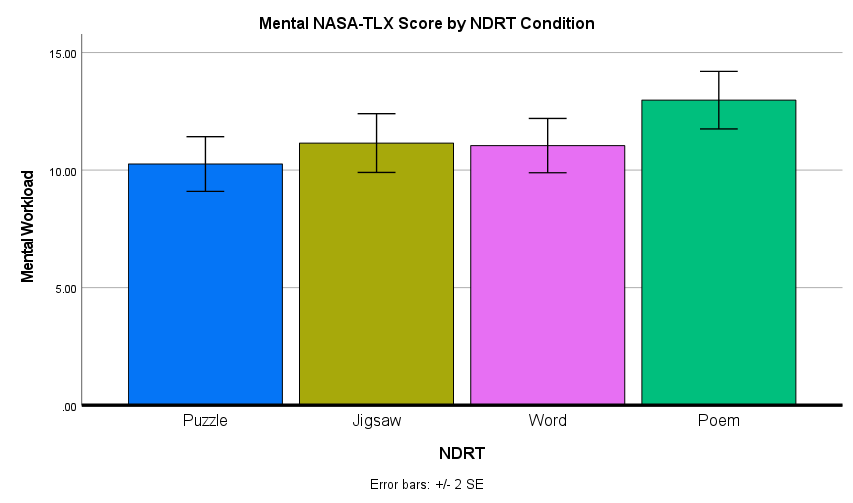 Mental NASA-TLX Score by NDRT Condition
15.00
10.00
5.00
.00
Mental Workload
Puzzle Jigsaw Word Poem
NDRT
Error bars: +/- 2 SE